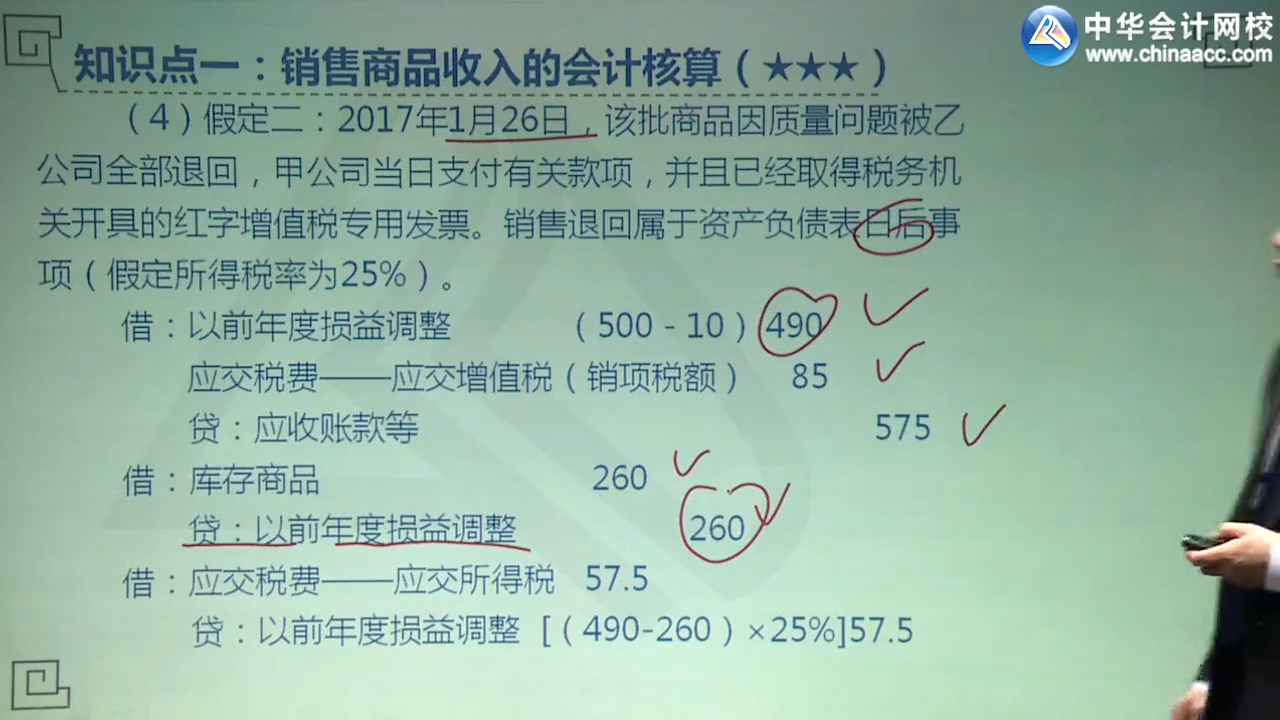 中华会计网校
www.chinaacc.com
知识点一：销售商品收入的会计核算（★★★）
（4）假定二：2017年1月26日，该批商品因质量问题被乙
公司全部退回，甲公司当日支付有关款项，并且已经取得税务机
关开具的红字增值税专用发票。销售退回属于资产负债表日后事
项（假定所得税率为25%）。
借：以前年度损益调整 （500－10）490
应交税费——应交增值税（销项税额） 85
贷：应收账款等 575
借：库存商品 260
贷：以前年度损益调整 260
借：应交税费——应交所得税 57.5
贷：以前年度损益调整 [（490-260）×25%]57.5